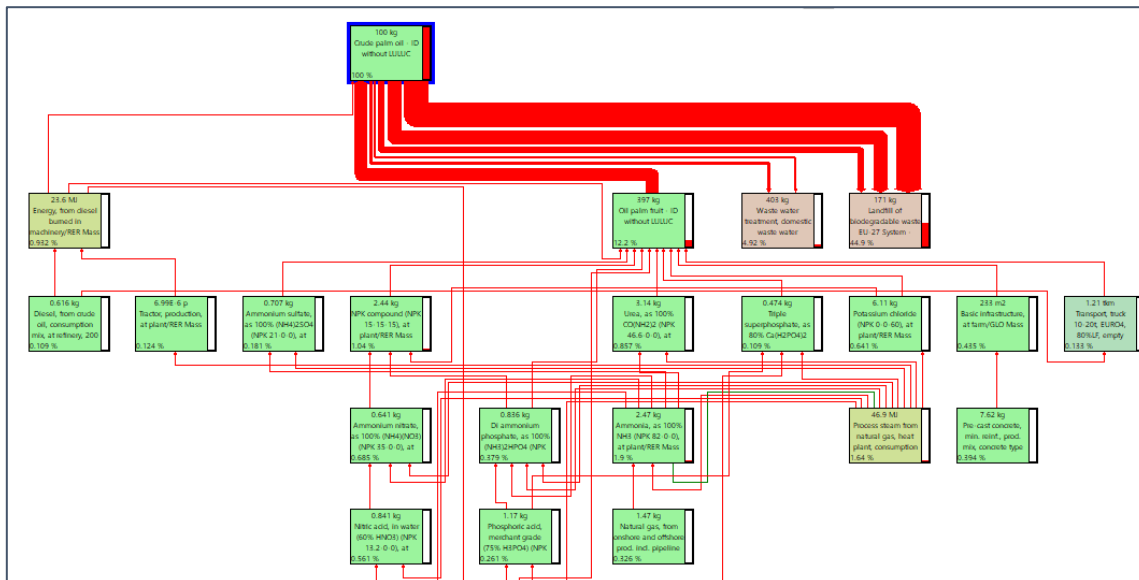 100 kg
Crude palm oil - ID
without LULUC
100 %
23.6 MJ
Energy, from diesel
burned in
machinery/RER Mass
0.932 %
397 kg
Oil palm fruit - ID
without LULUC
12.2 %
403 kg
Waste water
treatment, domestic
waste water
4.92 %
171 kg
Landfill of
biodegradable waste
EU-27 System -
44.9 %
0.616 kg
Diesel, from crude
oil, consumption
mix, at refinery, 200
0.109 %
6.99E-6 p
Tractor, production,
at plant/RER Mass
0.124 %
0.707 kg
Ammonium sulfate,
as 100% (NH4)2SO4
(NPK 21-0-0), at
0.181 %
2.44 kg
NPK compound (NPK
15-15-15), at
plant/RER Mass
1.04 %
3.14 kg
Urea, as 100%
CO(NH2)2 (NPK
46.6-0-0), at
0.857 %
0.474 kg
Triple
superphosphate, as
80% Ca(H2PO4)2
0.109 %
6.11 kg
Potassium chloride
(NPK 0-0-60), at
plant/RER Mass
0.641 %
233 m2
Basic infrastructure,
at farm/GLO Mass
0.435 %
1.21 tkm
Transport, truck
10-20t, EURO4,
80%LF, empty
0.133 %
0.641 kg
Ammonium nitrate,
as 100% (NH4)(NO3)
(NPK 35-0-0), at
0.685 %
0.836 kg
Di ammonium
phosphate, as 100%
(NH3)2HPO4 (NPK
0.379 %
2.47 kg
Ammonia, as 100%
NH3 (NPK 82-0-0),
at plant/RER Mass
1.9 %
46.9 MJ
Process steam from
natural gas, heat
plant, consumption
1.64 %
7.62 kg
Pre-cast concrete,
min. reinf., prod.
mix, concrete type
0.394 %
0.841 kg
Nitric acid, in water
(60% HNO3) (NPK
13.2-0-0), at
0.561 %
1.17 kg
Phosphoric acid,
merchant grade
(75% H3PO4) (NPK
0.261 %
1.47 kg
Natural gas, from
onshore and offshore
prod. incl. pipeline
0.326 %